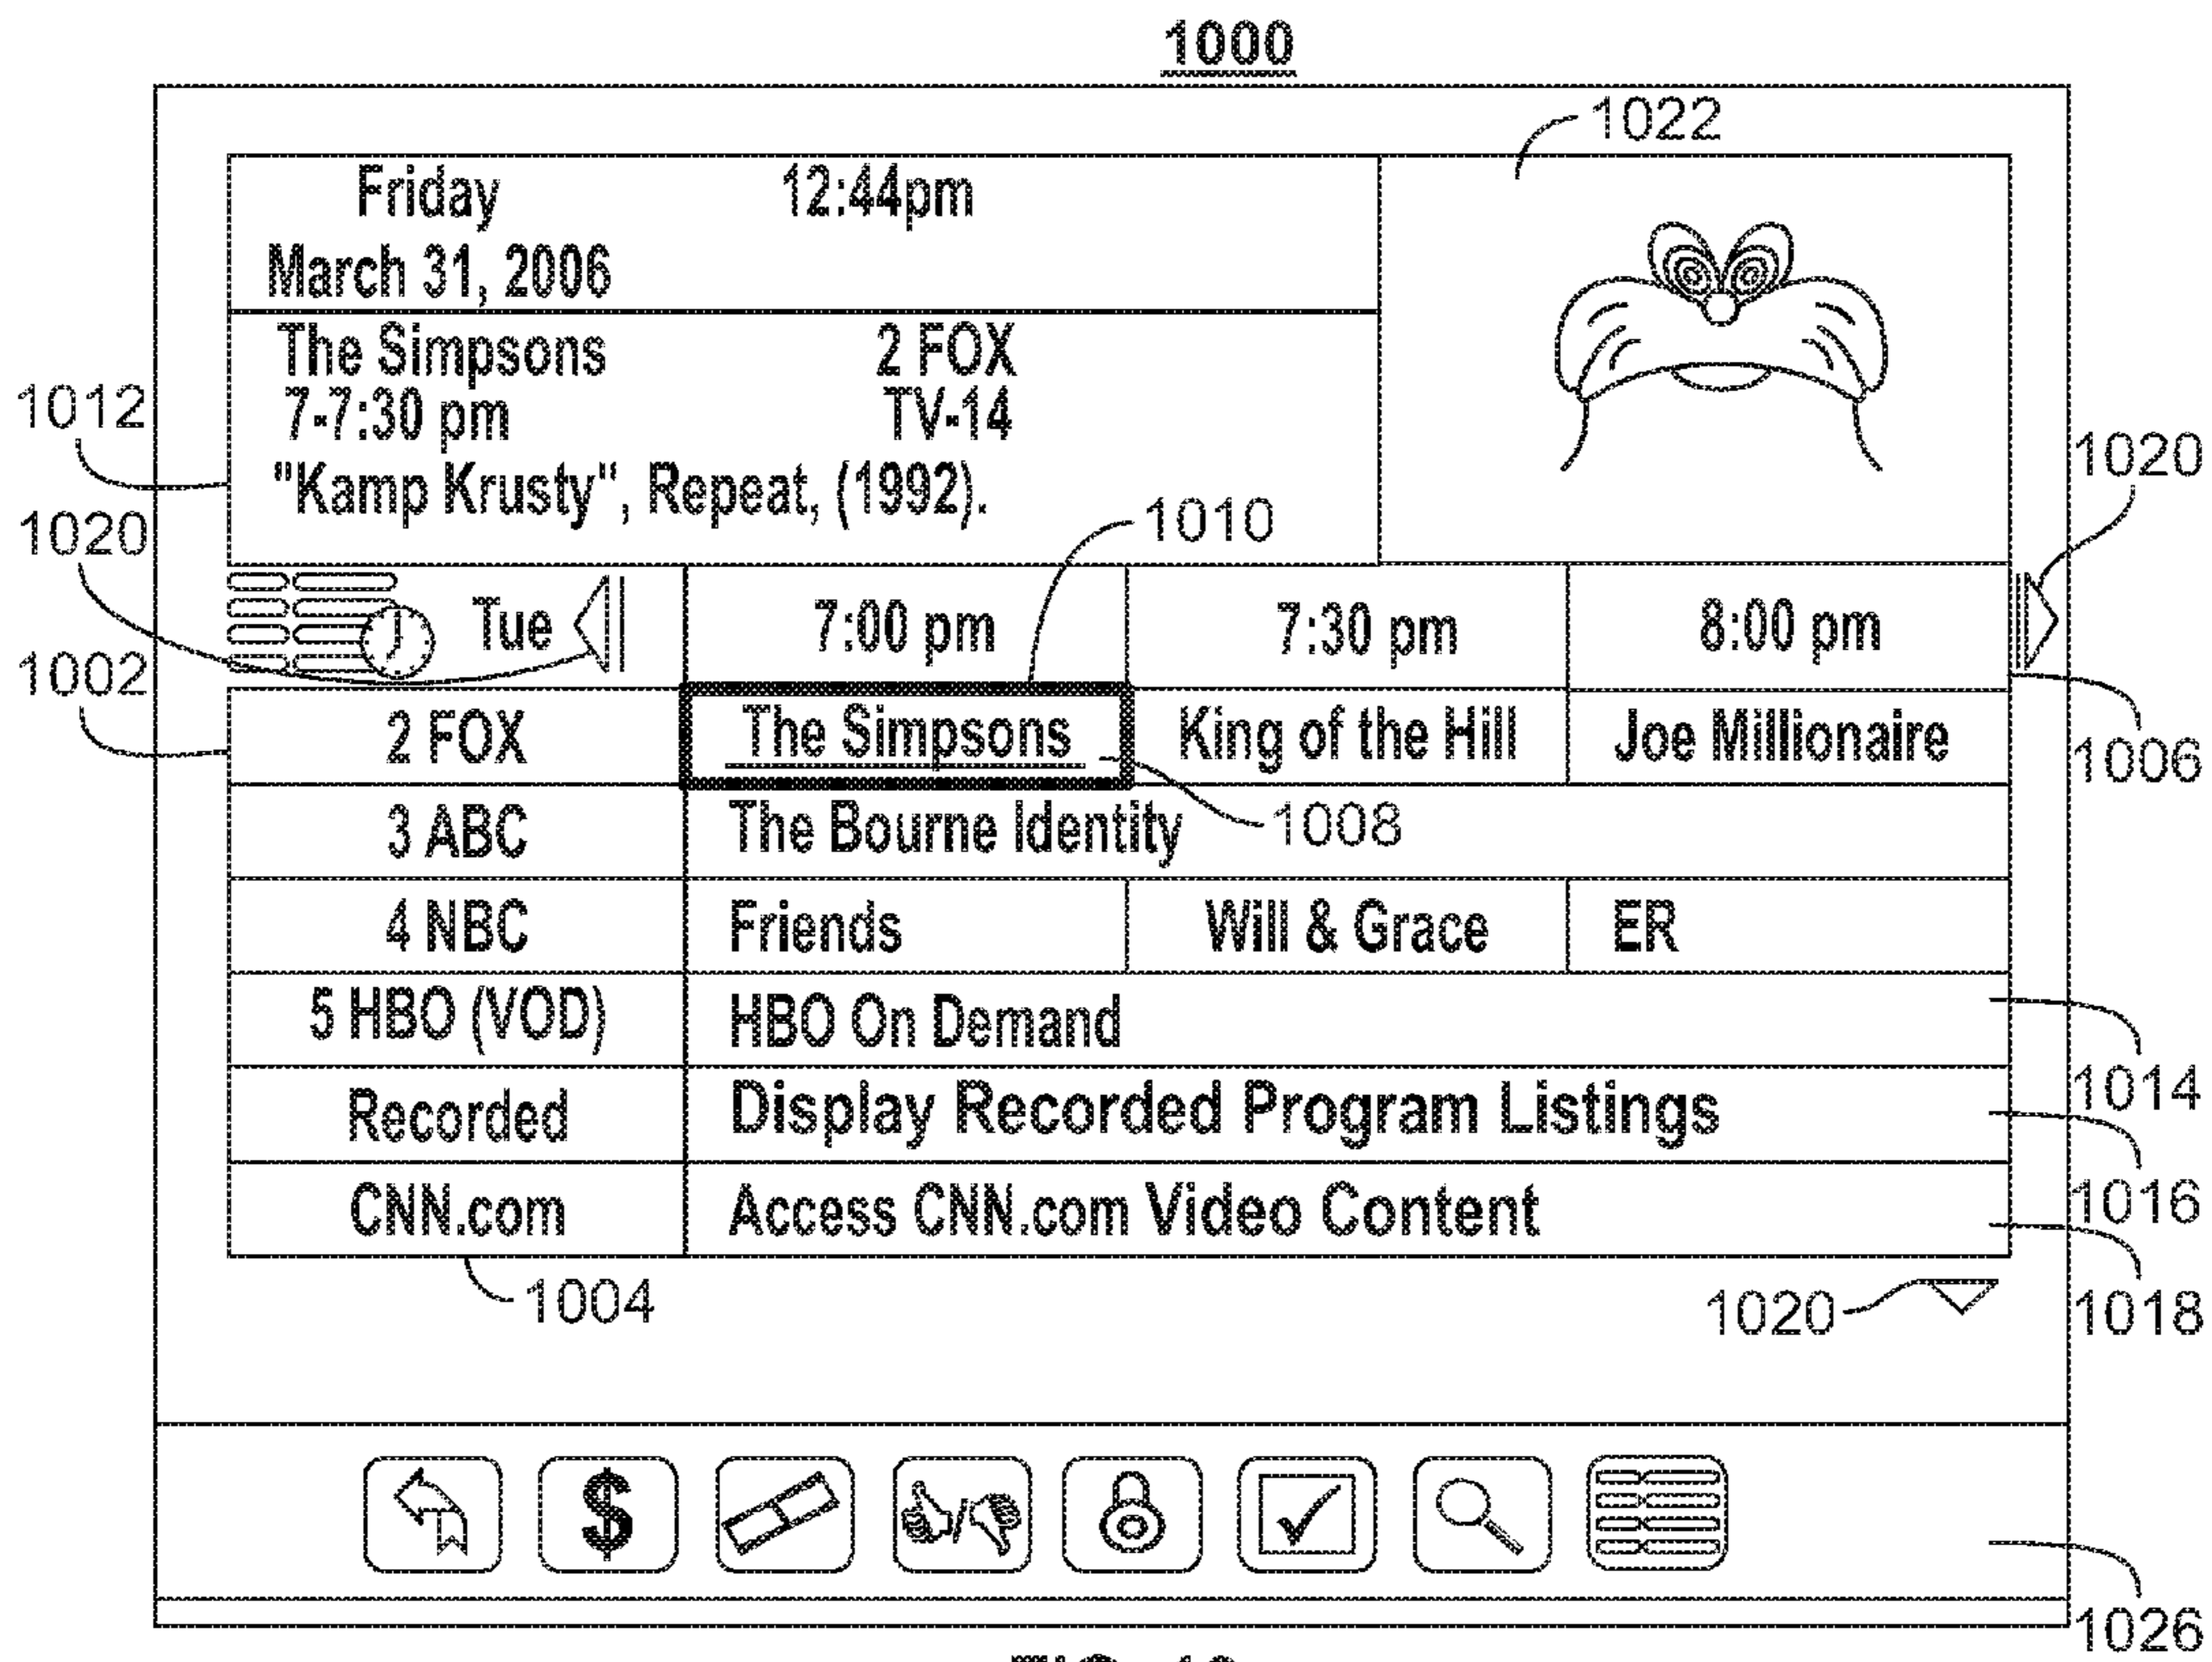 1000
1022
Friday 12:44pm
March 31, 2006
The Simpsons 2 FOX
1012 7-7:30 pm TV-14
1020
"Kamp Krusty", Repeat, (1992).
1020 1010
Tue 7:00 pm 7:30 pm 8:00 pm
1002
2 FOX The Simpsons King of the Hill Joe Millionaire
1006
3 ABC The Bourne Identity 1008
4 NBC Friends Will & Grace ER
5 HBO (VOD) HBO On Demand
1014
Recorded Display Recorded Program Listings
1016
CNN.com Access CNN.com Video Content
1004 1020 1018
$
1026